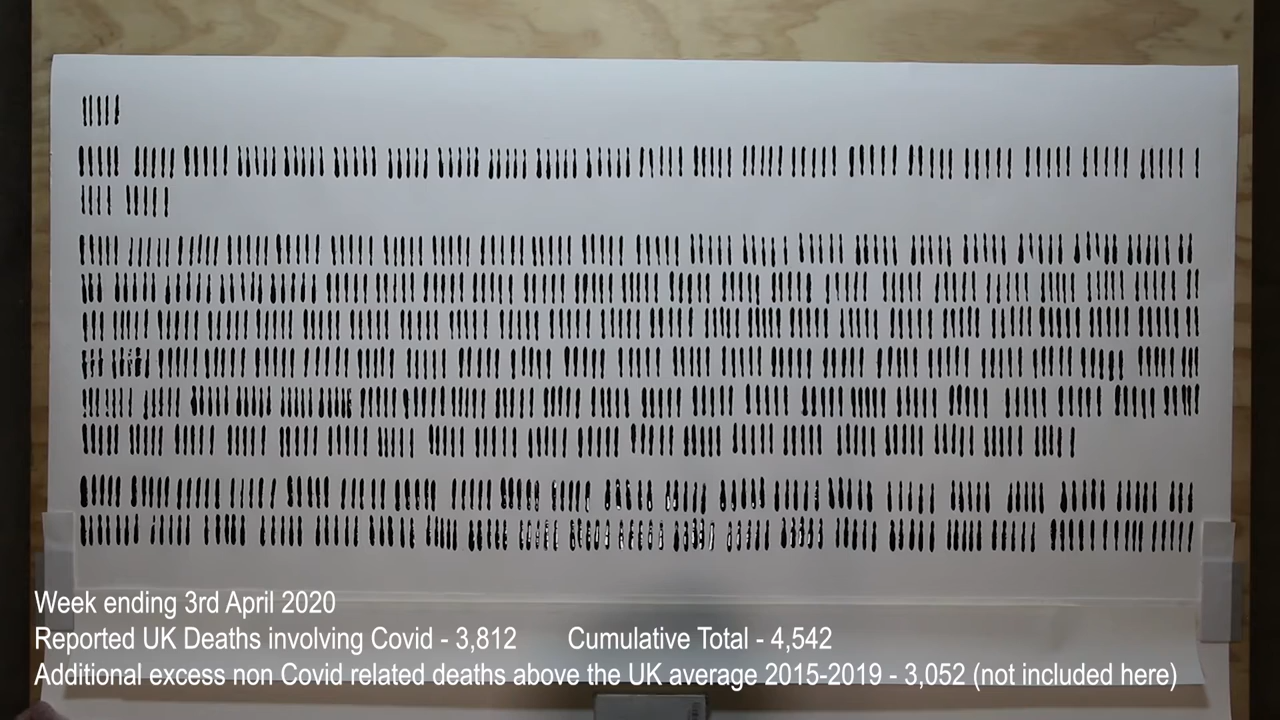 Week ending 3rd April 2020
Reported UK Deaths involving Covid - 3,812 Cumulative Total - 4,542
Additional excess non Covid related deaths above the UK average 2015-2019 - 3,052 (not included here)